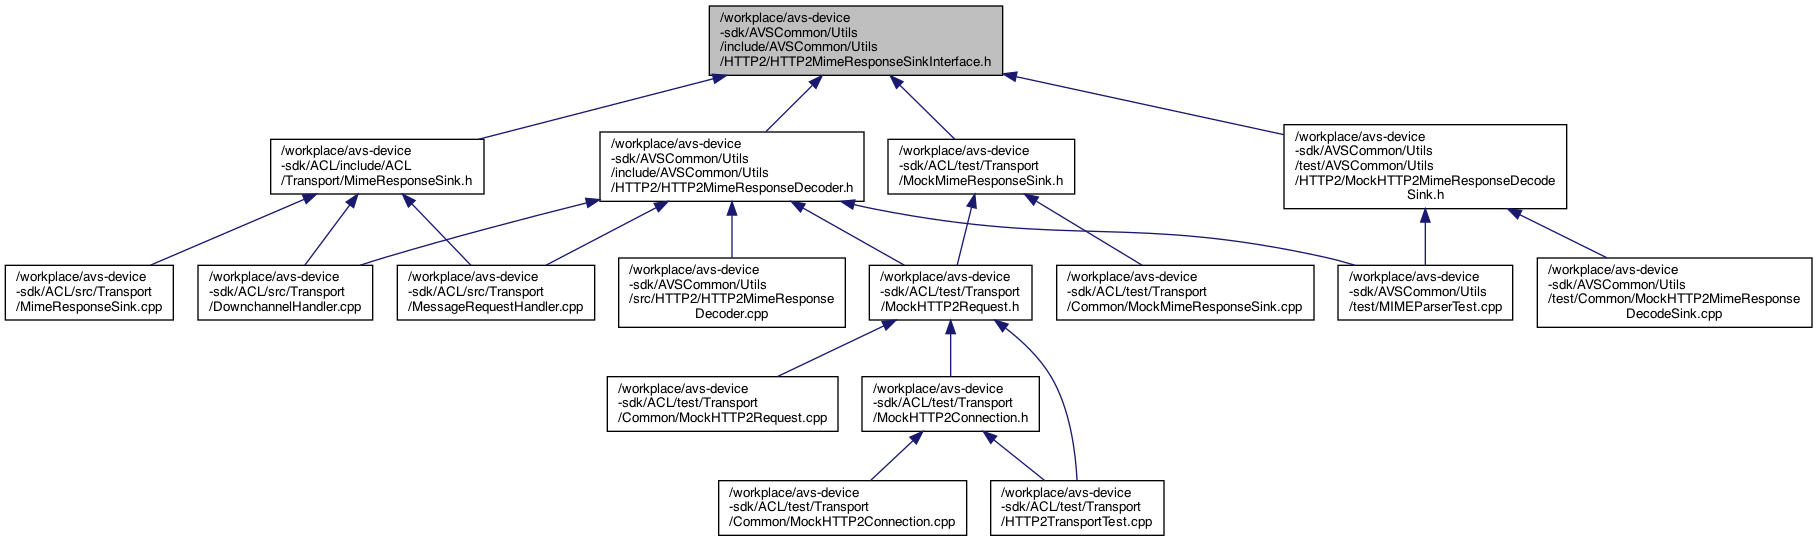 /workplace/avs-device
-sdk/AVSCommon/Utils
/include/AVSCommon/Utils
/HTTP2/HTTP2MimeResponseSinkInterface.h
/workplace/avs-device
-sdk/ACL/include/ACL
/Transport/MimeResponseSink.h
/workplace/avs-device
-sdk/AVSCommon/Utils
/include/AVSCommon/Utils
/HTTP2/HTTP2MimeResponseDecoder.h
/workplace/avs-device
-sdk/ACL/test/Transport
/MockMimeResponseSink.h
/workplace/avs-device
-sdk/AVSCommon/Utils
/test/AVSCommon/Utils
/HTTP2/MockHTTP2MimeResponseDecode
Sink.h
/workplace/avs-device
-sdk/ACL/src/Transport
/MimeResponseSink.cpp
/workplace/avs-device
-sdk/ACL/src/Transport
/DownchannelHandler.cpp
/workplace/avs-device
-sdk/ACL/src/Transport
/MessageRequestHandler.cpp
/workplace/avs-device
-sdk/AVSCommon/Utils
/src/HTTP2/HTTP2MimeResponse
Decoder.cpp
/workplace/avs-device
-sdk/ACL/test/Transport
/MockHTTP2Request.h
/workplace/avs-device
-sdk/ACL/test/Transport
/Common/MockMimeResponseSink.cpp
/workplace/avs-device
-sdk/AVSCommon/Utils
/test/MIMEParserTest.cpp
/workplace/avs-device
-sdk/AVSCommon/Utils
/test/Common/MockHTTP2MimeResponse
DecodeSink.cpp
/workplace/avs-device
-sdk/ACL/test/Transport
/Common/MockHTTP2Request.cpp
/workplace/avs-device
-sdk/ACL/test/Transport
/MockHTTP2Connection.h
/workplace/avs-device
-sdk/ACL/test/Transport
/Common/MockHTTP2Connection.cpp
/workplace/avs-device
-sdk/ACL/test/Transport
/HTTP2TransportTest.cpp